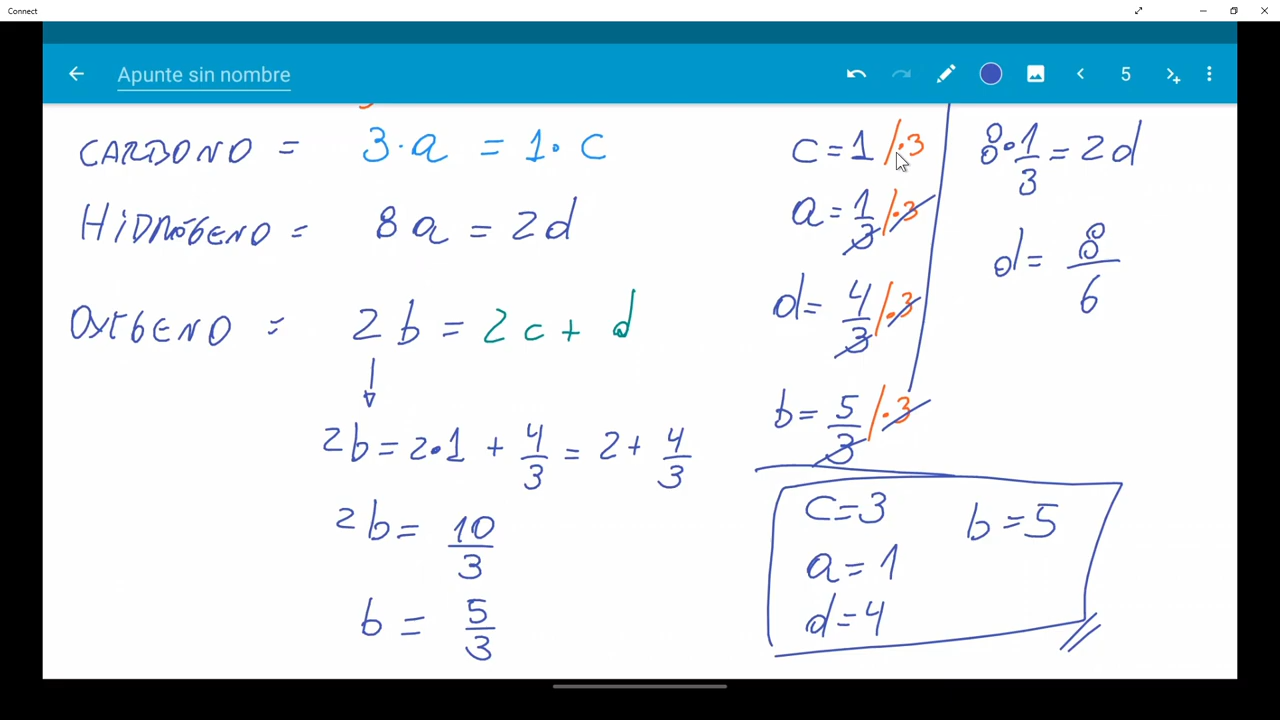 Connect
Apunte sin nombre
5
CARBONO = 3·a = 1·c
HIDRÓGENO = 8a = 2d
OXIGENO = 2b = 2c + d
2b = 2·1 + 4/3 = 2 + 4/3
2b = 10/3
b = 5/3
c = 1 /·3
a = 1/3 /·3
d = 4/3 /·3
b = 5/3 /·3
8·1/3 = 2d
d = 8/6
c = 3
a = 1
d = 4
b = 5